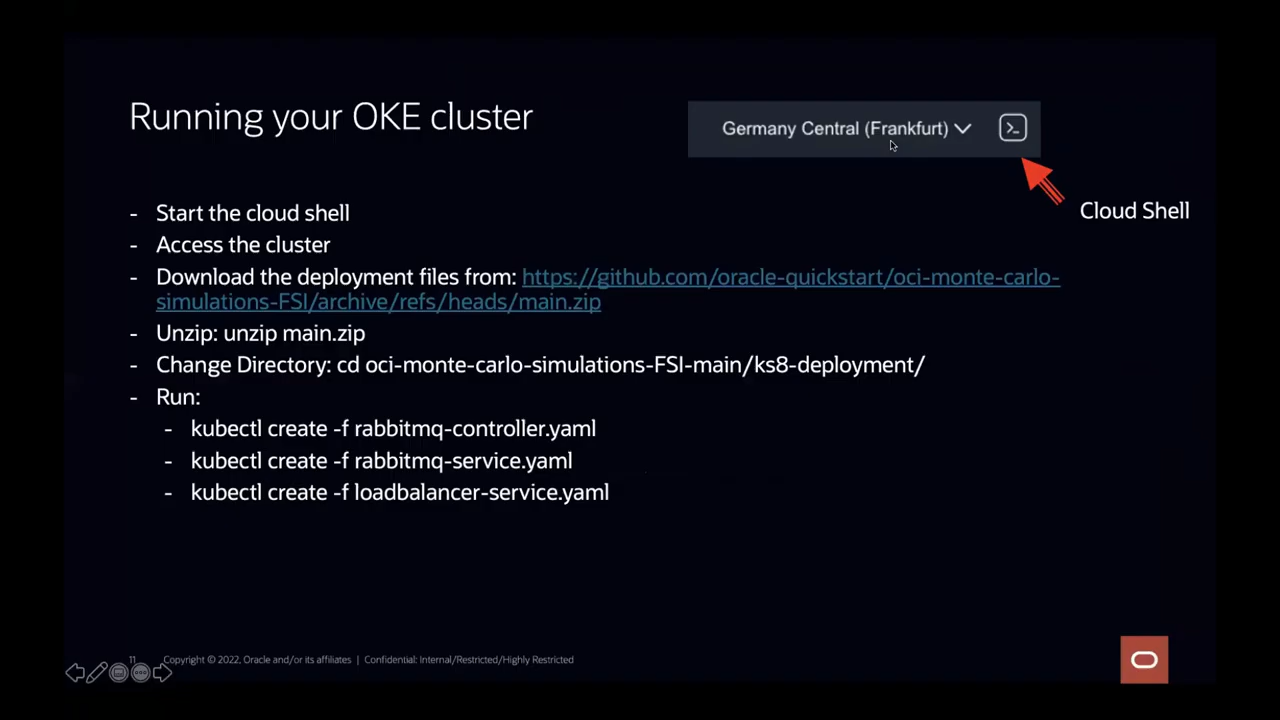 Running your OKE cluster
Germany Central (Frankfurt)
Cloud Shell
- Start the cloud shell
- Access the cluster
- Download the deployment files from: https://github.com/oracle-quickstart/oci-monte-carlo-
simulations-FSI/archive/refs/heads/main.zip
- Unzip: unzip main.zip
- Change Directory: cd oci-monte-carlo-simulations-FSI-main/ks8-deployment/
- Run:
- kubectl create -f rabbitmq-controller.yaml
- kubectl create -f rabbitmq-service.yaml
- kubectl create -f loadbalancer-service.yaml
11 Copyright © 2022, Oracle and/or its affiliates | Confidential: Internal/Restricted/Highly Restricted